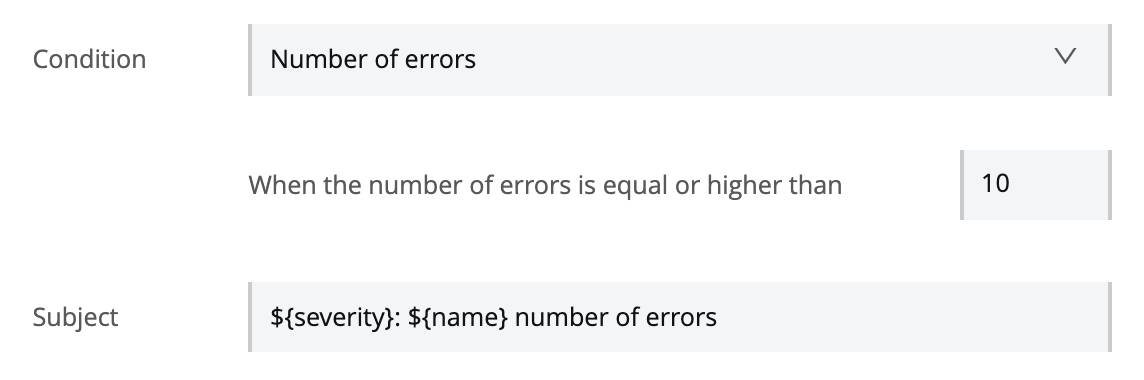 Condition Number of errors
When the number of errors is equal or higher than 10
Subject ${severity}: ${name} number of errors